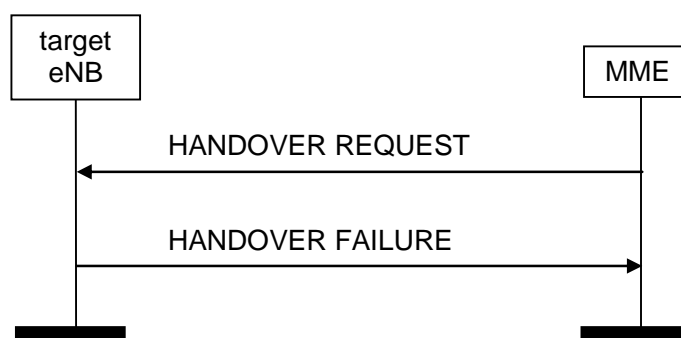 target
eNB
MME
HANDOVER REQUEST
HANDOVER FAILURE